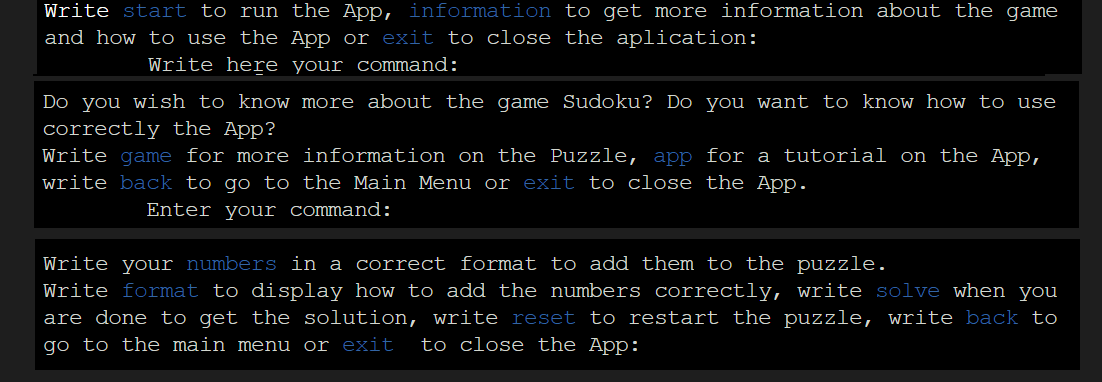 Write start to run the App, information to get more information about the game
and how to use the App or exit to close the aplication:
Write here your command:
Do you wish to know more about the game Sudoku? Do you want to know how to use
correctly the App?
Write game for more information on the Puzzle, app for a tutorial on the App,
write back to go to the Main Menu or exit to close the App.
Enter your command:
Write your numbers in a correct format to add them to the puzzle.
Write format to display how to add the numbers correctly, write solve when you
are done to get the solution, write reset to restart the puzzle, write back to
go to the main menu or exit  to close the App: